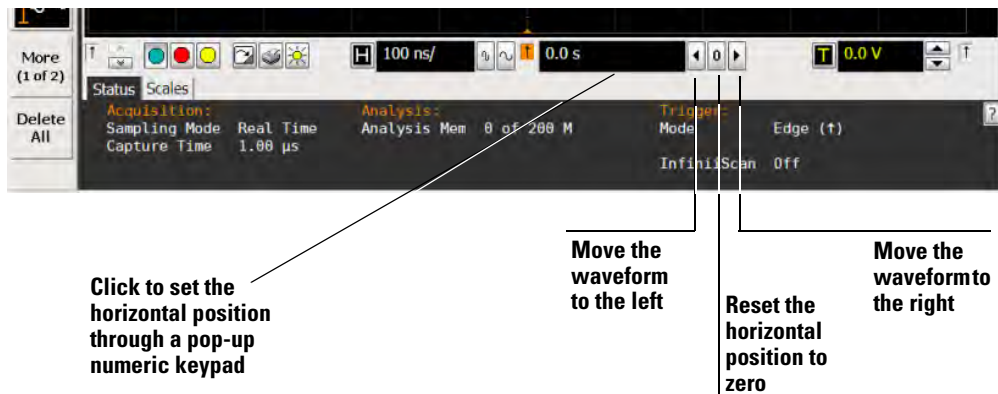 More
(1 of 2)
H 100 ns/ 0.0 s 0 T 0.0 V
Status Scales
Delete
All
Acquisition:
Sampling Mode Real Time
Capture Time 1.00 µs
Analysis:
Analysis Mem 0 of 200 M
Trigger:
Mode Edge (↑)
InfiniiScan Off
?
Click to set the
horizontal position
through a pop-up
numeric keypad
Move the
waveform
to the left
Reset the
horizontal
position to
zero
Move the
waveformto
the right